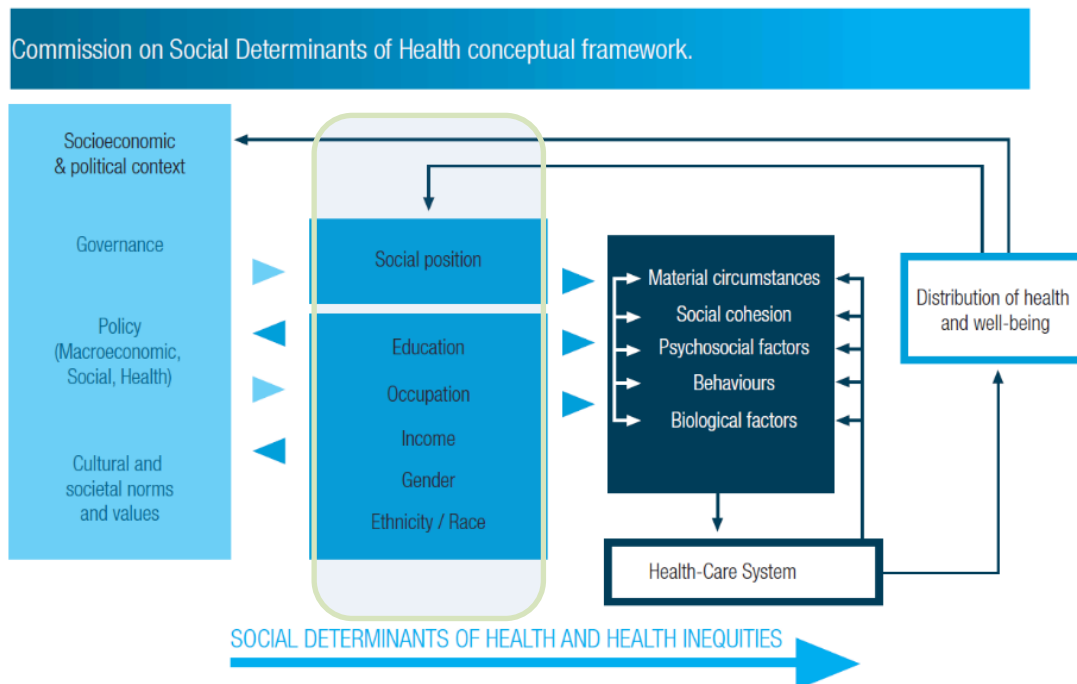 Commission on Social Determinants of Health conceptual framework.
Socioeconomic
& political context
Governance
Policy
(Macroeconomic,
Social, Health)
Cultural and
societal norms
and values
Social position
Education
Occupation
Income
Gender
Ethnicity / Race
Material circumstances
Social cohesion
Psychosocial factors
Behaviours
Biological factors
Health-Care System
Distribution of health
and well-being
SOCIAL DETERMINANTS OF HEALTH AND HEALTH INEQUITIES